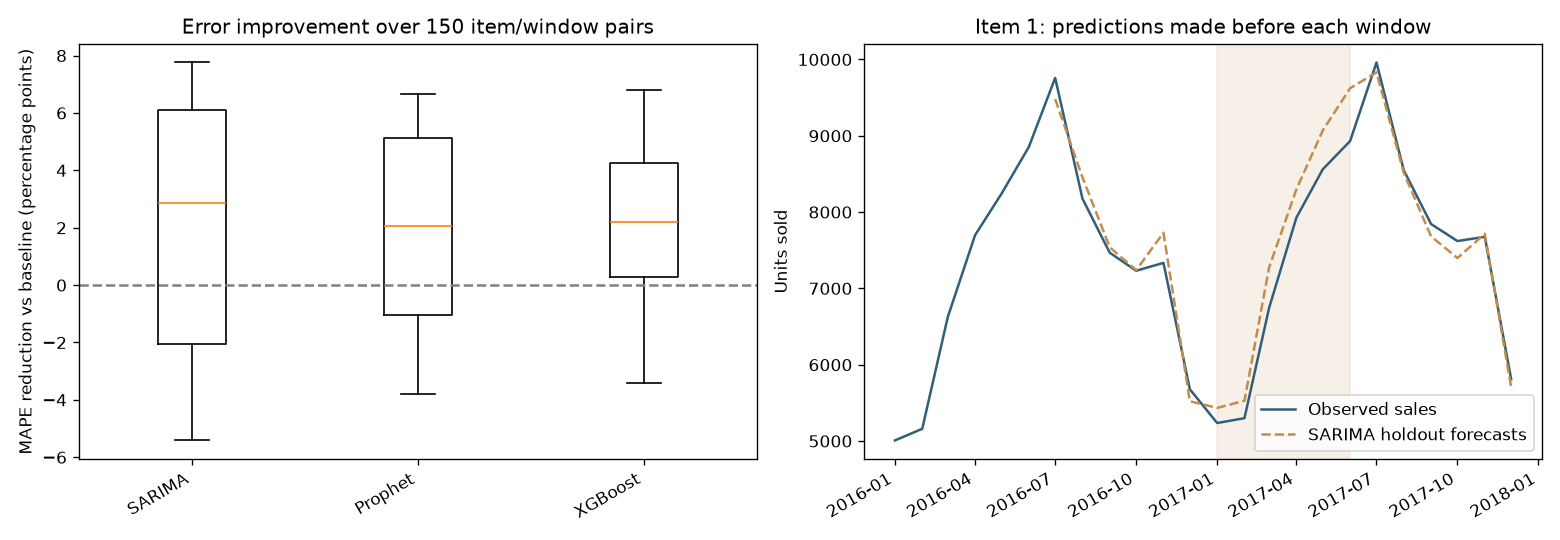 Error improvement over 150 item/window pairs
MAPE reduction vs baseline (percentage points)
8
6
4
2
0
−2
−4
−6
SARIMA
Prophet
XGBoost
Item 1: predictions made before each window
Units sold
10000
9000
8000
7000
6000
5000
Observed sales
SARIMA holdout forecasts
2016-01
2016-04
2016-07
2016-10
2017-01
2017-04
2017-07
2017-10
2018-01